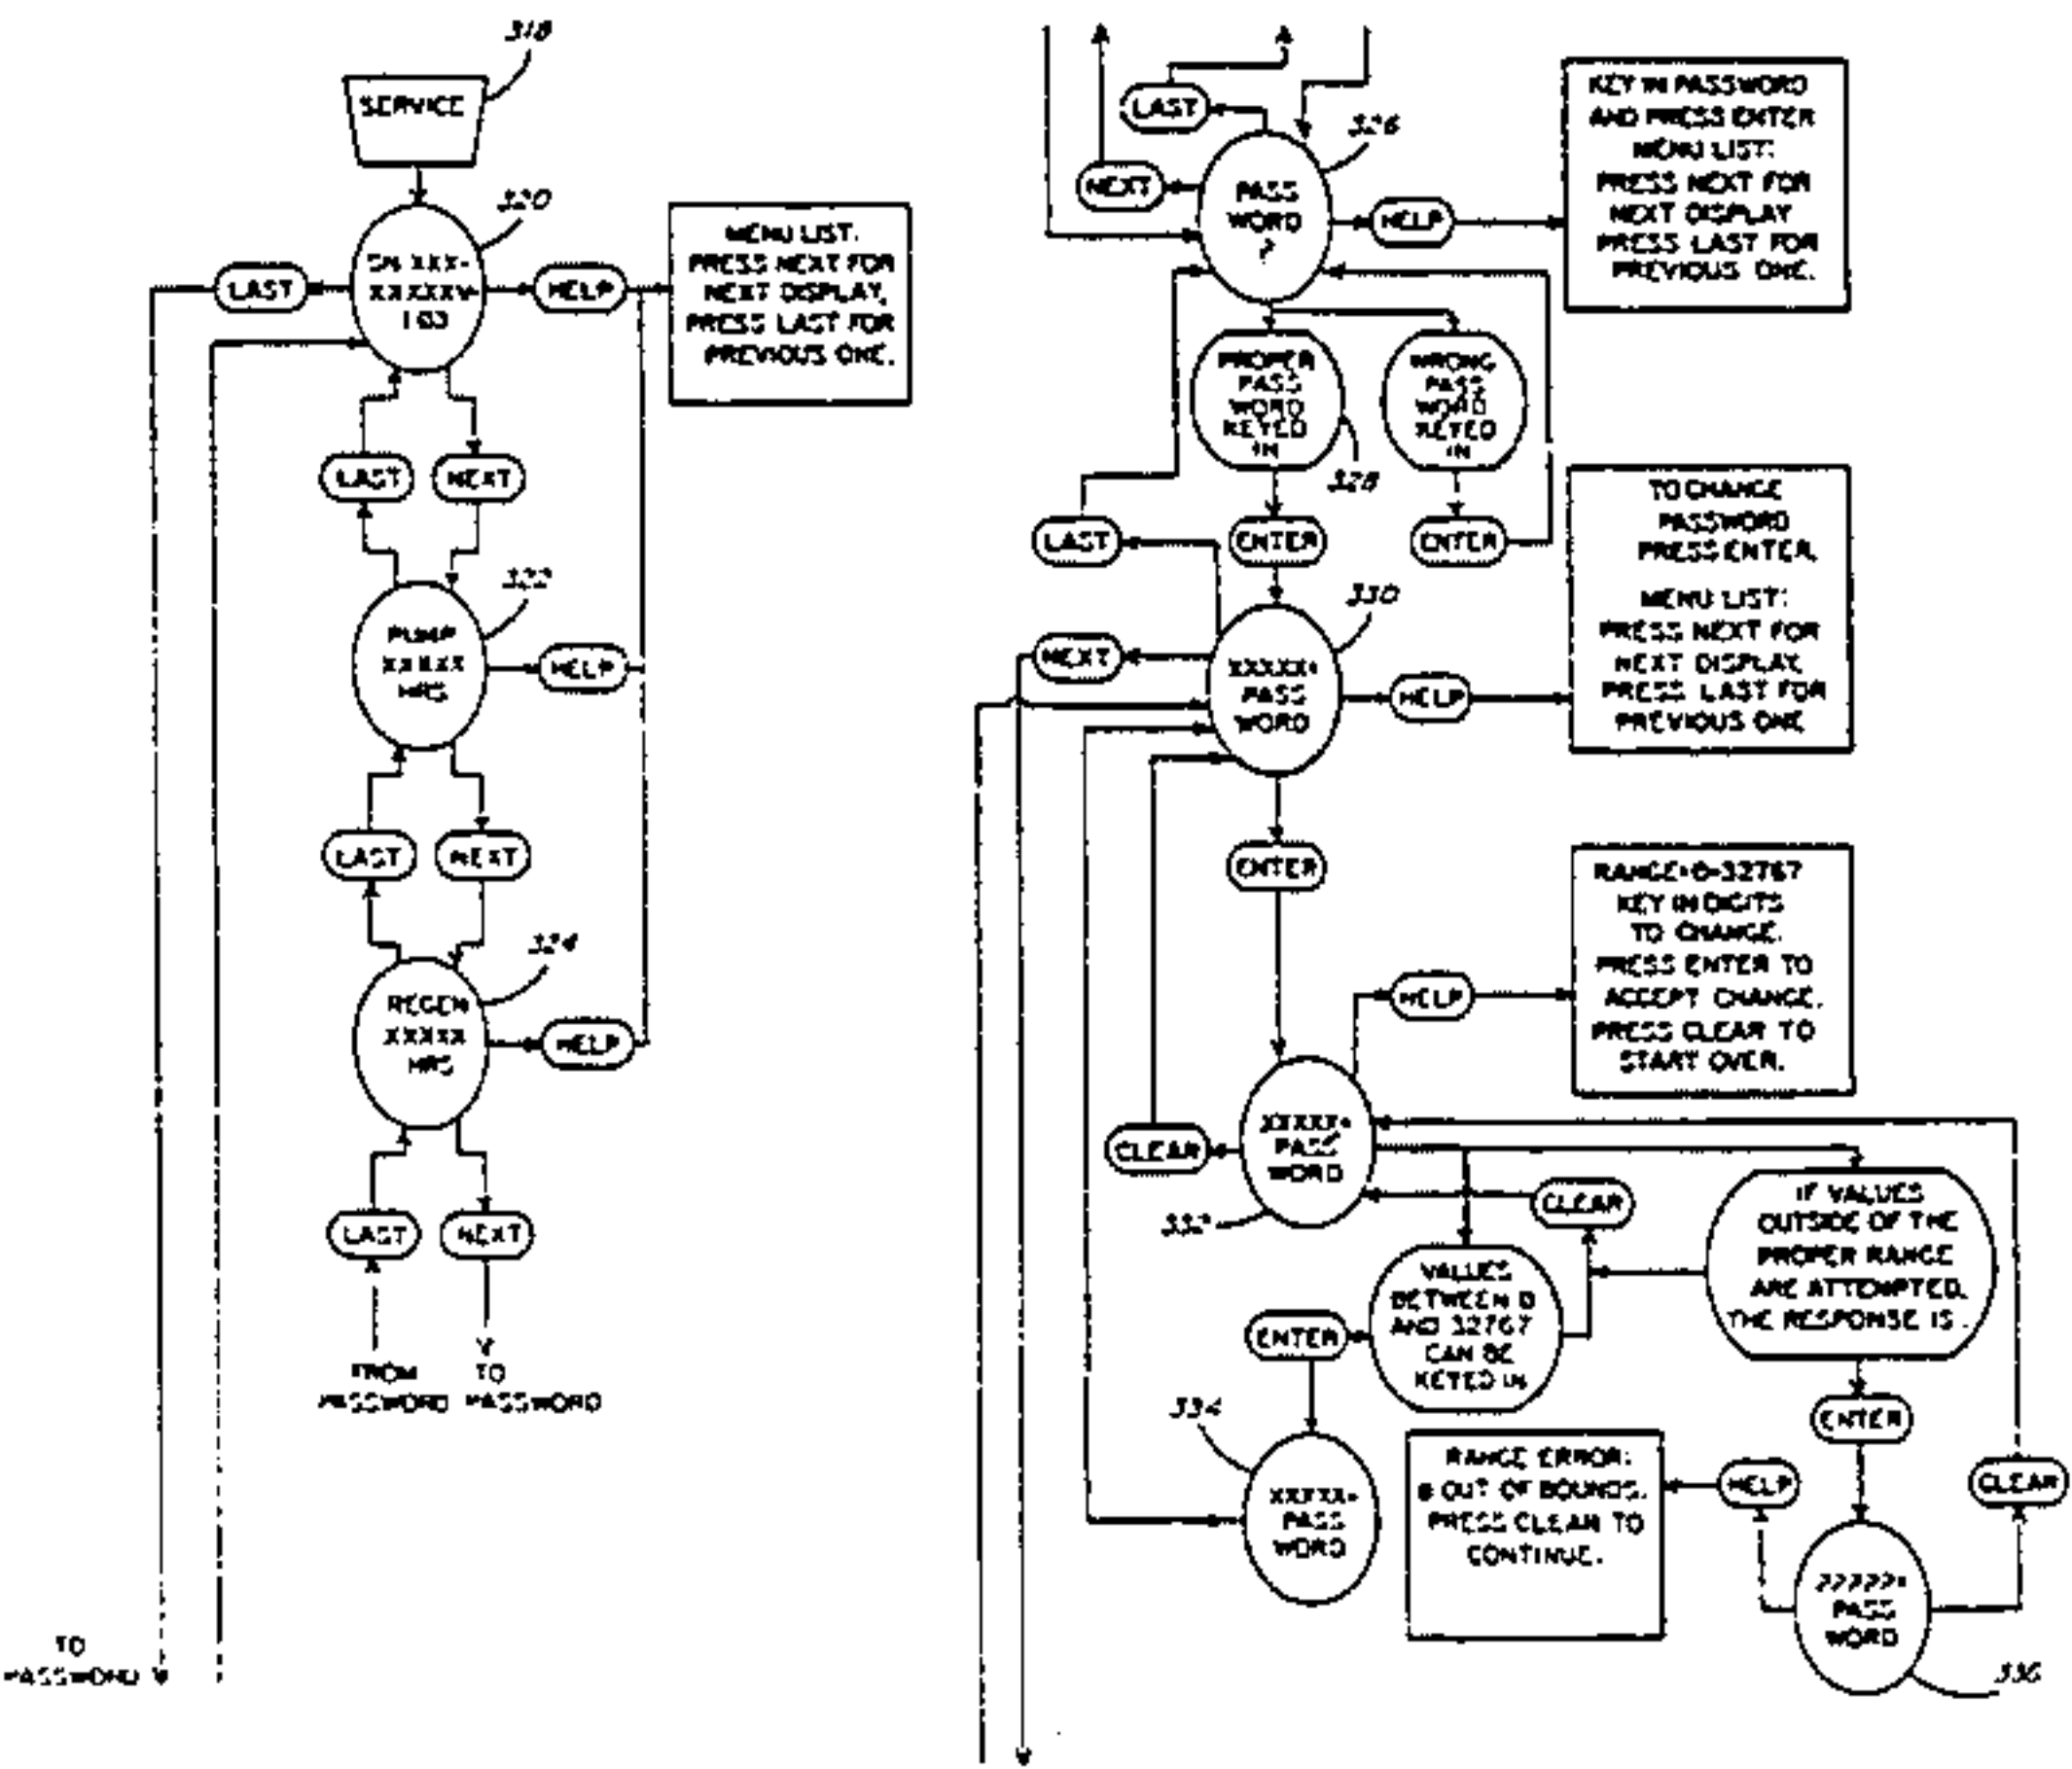 318
SERVICE
320
SN XXX-
XXXXXV-
1.03
LAST
HELP
MENU LIST:
PRESS NEXT FOR
NEXT DISPLAY,
PRESS LAST FOR
PREVIOUS ONE.
LAST
NEXT
322
PUMP
XXXXX
HRS
HELP
LAST
NEXT
324
REGEN
XXXXX
HRS
HELP
LAST
NEXT
FROM
PASSWORD
TO
PASSWORD
TO
PASSWORD
LAST
NEXT
326
PASS
WORD
?
HELP
KEY IN PASSWORD
AND PRESS ENTER
MENU LIST:
PRESS NEXT FOR
NEXT DISPLAY
PRESS LAST FOR
PREVIOUS ONE.
PROPER
PASS
WORD
KEYED
IN
328
WRONG
PASS
WORD
KEYED
IN
LAST
ENTER
ENTER
TO CHANGE
PASSWORD
PRESS ENTER.
MENU LIST:
PRESS NEXT FOR
NEXT DISPLAY,
PRESS LAST FOR
PREVIOUS ONE
330
NEXT
XXXXX=
PASS
WORD
HELP
ENTER
RANGE=0-32767
KEY IN DIGITS
TO CHANGE.
PRESS ENTER TO
ACCEPT CHANGE.
PRESS CLEAR TO
START OVER.
HELP
CLEAR
XXXXX=
PASS
WORD
332
CLEAR
IF VALUES
OUTSIDE OF THE
PROPER RANGE
ARE ATTEMPTED.
THE RESPONSE IS.
VALUES
BETWEEN 0
AND 32767
CAN BE
KEYED IN
ENTER
334
XXXXX=
PASS
WORD
ENTER
RANGE ERROR:
# OUT OF BOUNDS.
PRESS CLEAR TO
CONTINUE.
HELP
CLEAR
?????=
PASS
WORD
336